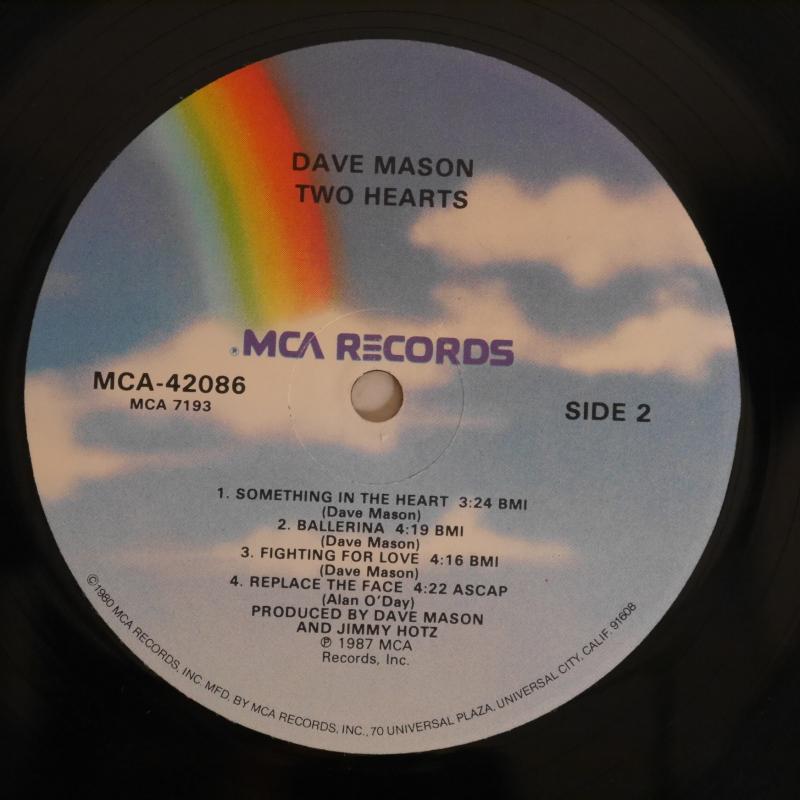 DAVE MASON
TWO HEARTS
®MCA RECORDS
MCA-42086
MCA 7193
SIDE 2
1. SOMETHING IN THE HEART 3:24 BMI
(Dave Mason)
2. BALLERINA 4:19 BMI
(Dave Mason)
3. FIGHTING FOR LOVE 4:16 BMI
(Dave Mason)
4. REPLACE THE FACE 4:22 ASCAP
(Alan O'Day)
PRODUCED BY DAVE MASON
AND JIMMY HOTZ
℗ 1987 MCA
Records, Inc.
©1980 MCA RECORDS, INC. MFD. BY MCA RECORDS, INC., 70 UNIVERSAL PLAZA, UNIVERSAL CITY, CALIF. 91608